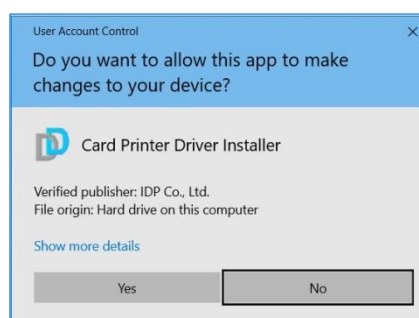 User Account Control
Do you want to allow this app to make
changes to your device?
Card Printer Driver Installer
Verified publisher: IDP Co., Ltd.
File origin: Hard drive on this computer
Show more details
Yes No